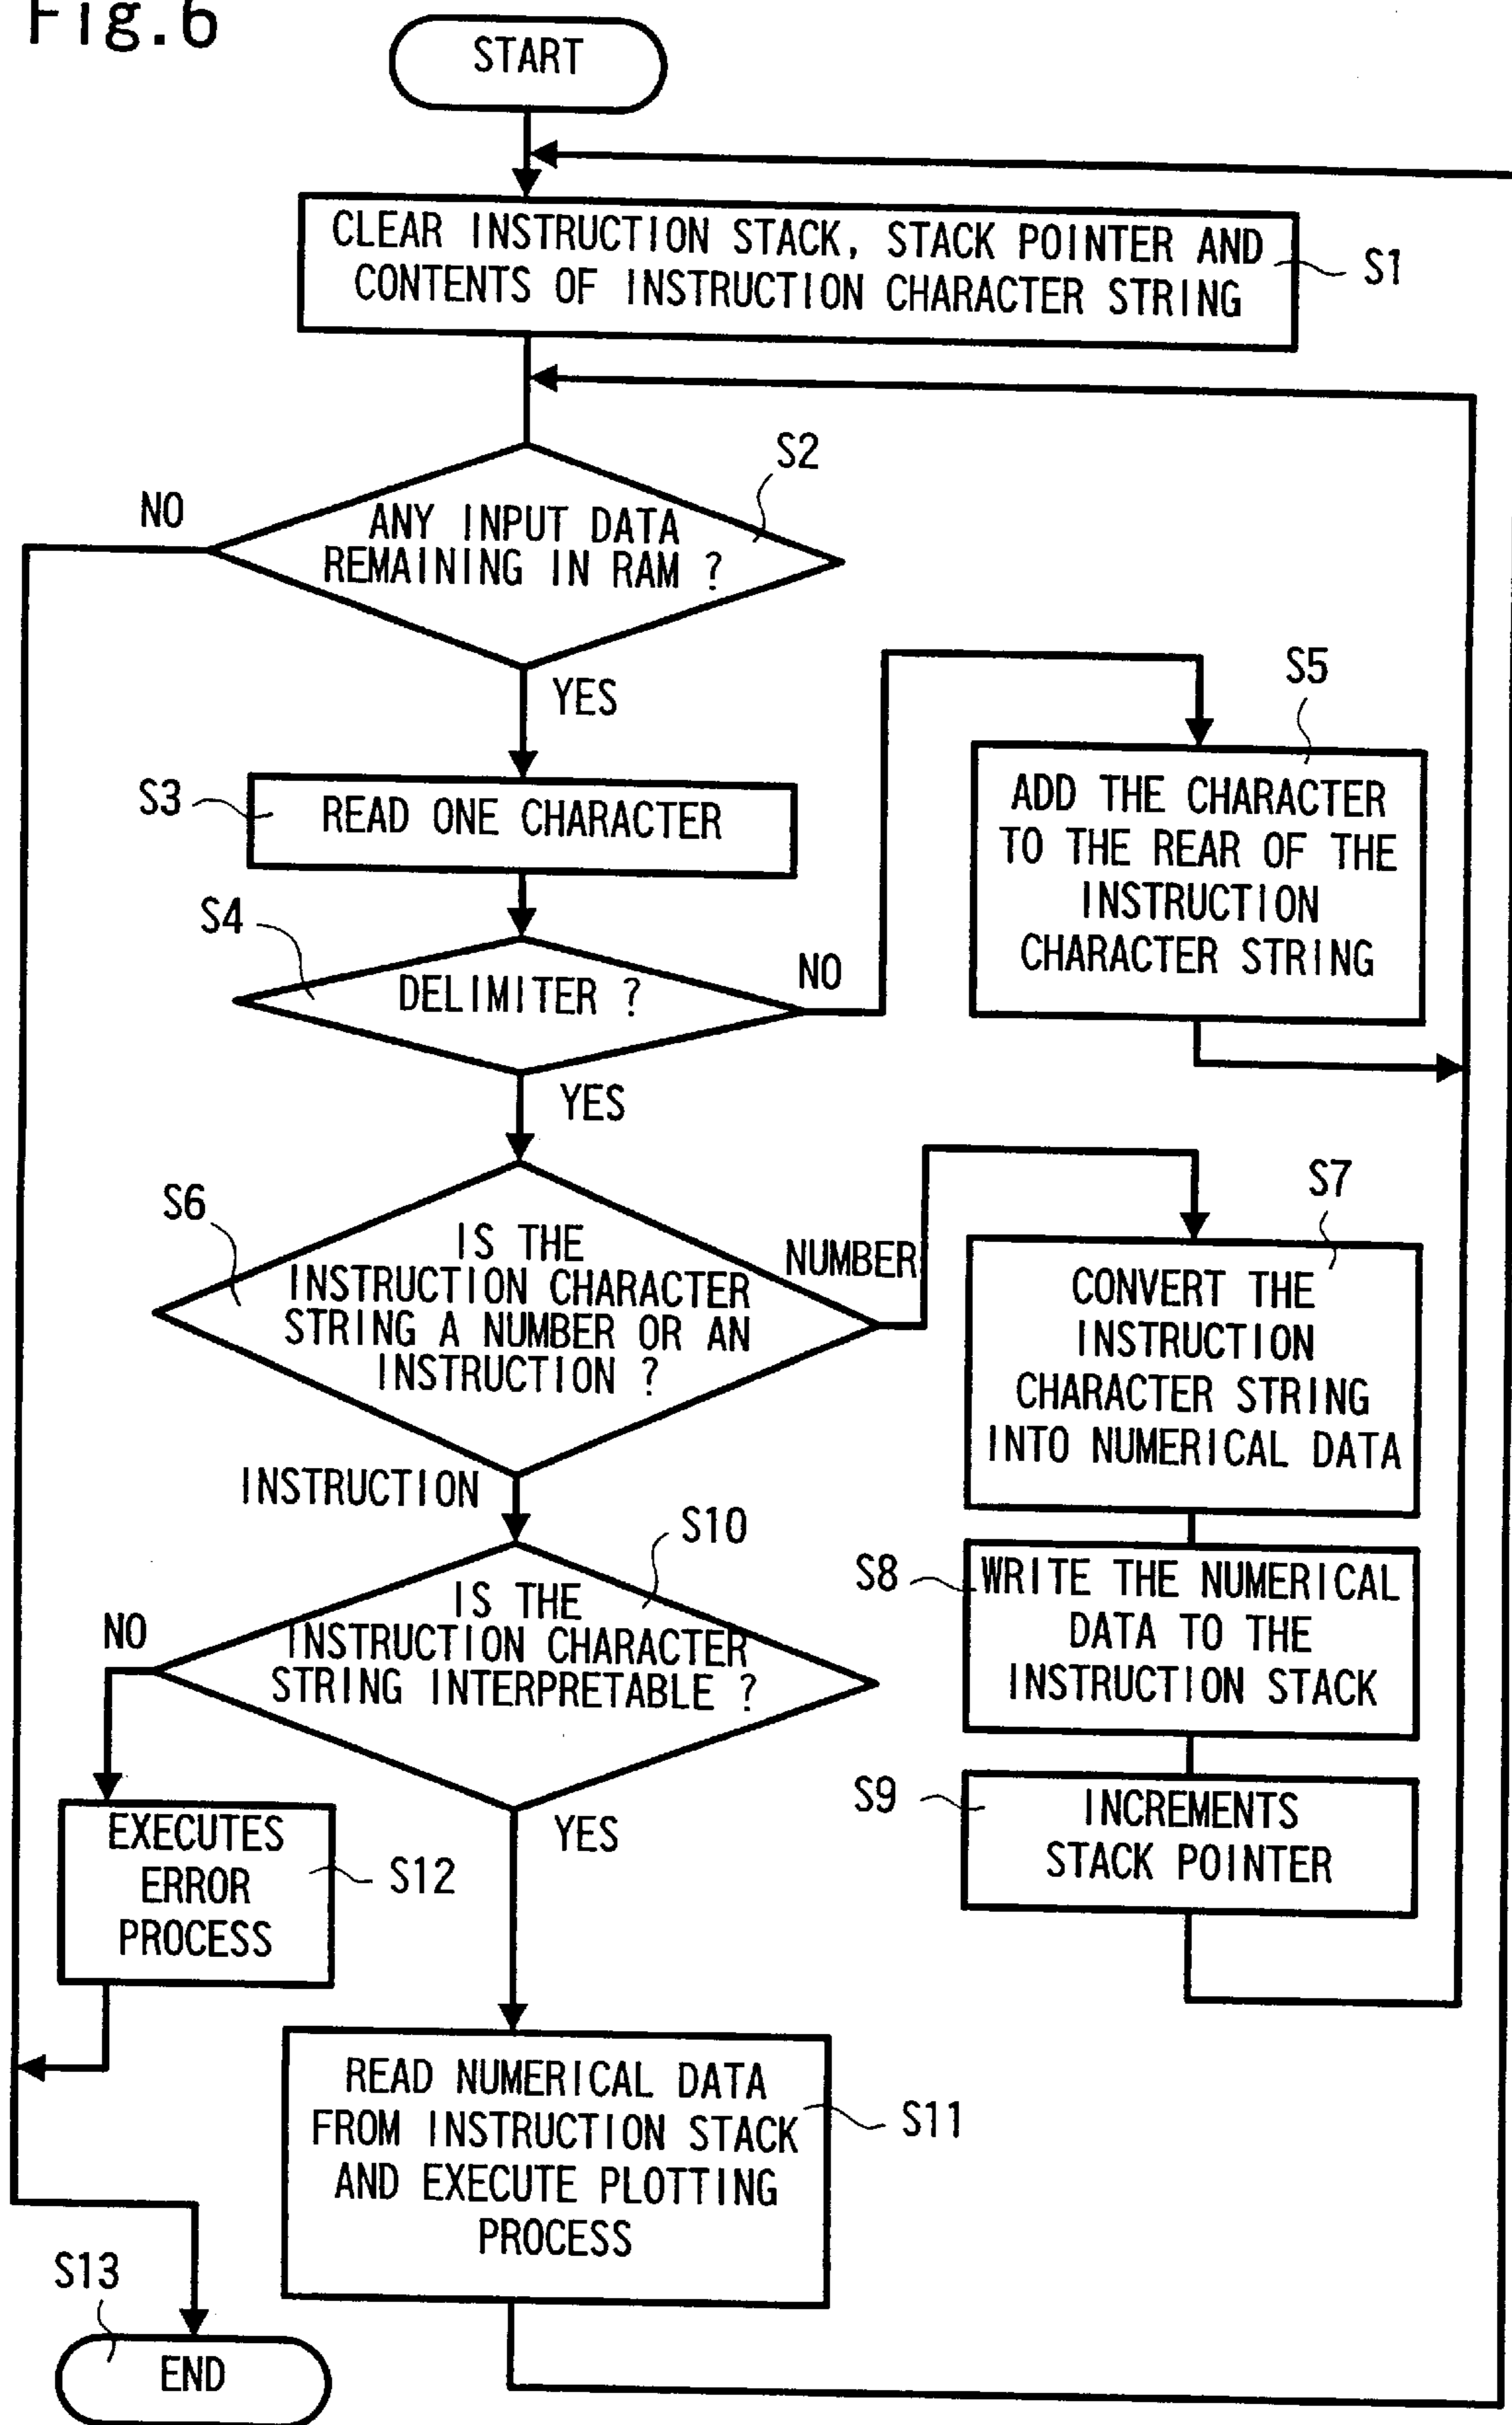 Fig.6
START
CLEAR INSTRUCTION STACK, STACK POINTER AND
CONTENTS OF INSTRUCTION CHARACTER STRING
S1
S2
NO
ANY INPUT DATA
REMAINING IN RAM ?
YES
S3
READ ONE CHARACTER
S5
ADD THE CHARACTER
TO THE REAR OF THE
INSTRUCTION
CHARACTER STRING
S4
DELIMITER ?
NO
YES
S6
IS THE
INSTRUCTION CHARACTER
STRING A NUMBER OR AN
INSTRUCTION ?
NUMBER
S7
CONVERT THE
INSTRUCTION
CHARACTER STRING
INTO NUMERICAL DATA
INSTRUCTION
S8
WRITE THE NUMERICAL
DATA TO THE
INSTRUCTION STACK
S9
INCREMENTS
STACK POINTER
S10
IS THE
INSTRUCTION CHARACTER
STRING INTERPRETABLE ?
NO
YES
EXECUTES
ERROR
PROCESS
S12
READ NUMERICAL DATA
FROM INSTRUCTION STACK
AND EXECUTE PLOTTING
PROCESS
S11
S13
END